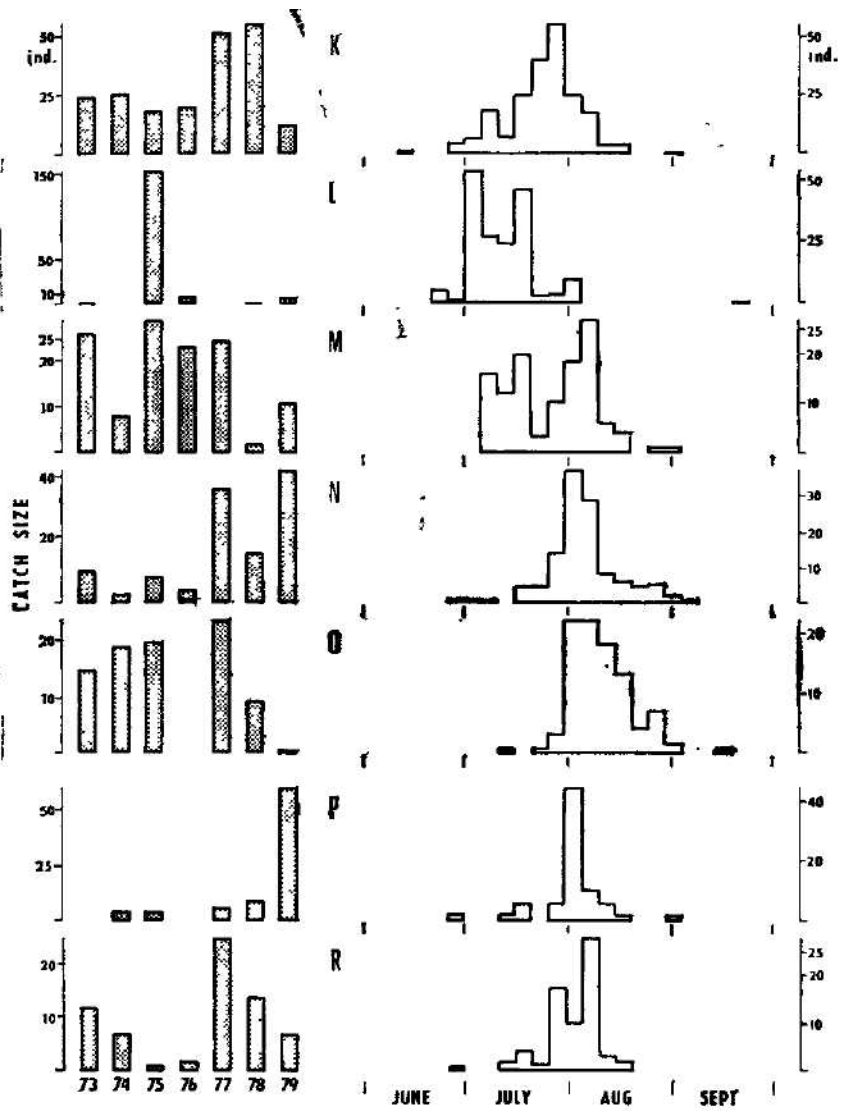 50 K 50
ind. ind.
25 25
150 L 50
50 25
10
25 M 25
20 20
10 10
40 N 30
20 20
10
CATCH SIZE
20 O 20
10 10
50 P 40
25 20
20 R 25
20
10 10
73 74 75 76 77 78 79
JUNE JULY AUG SEPT